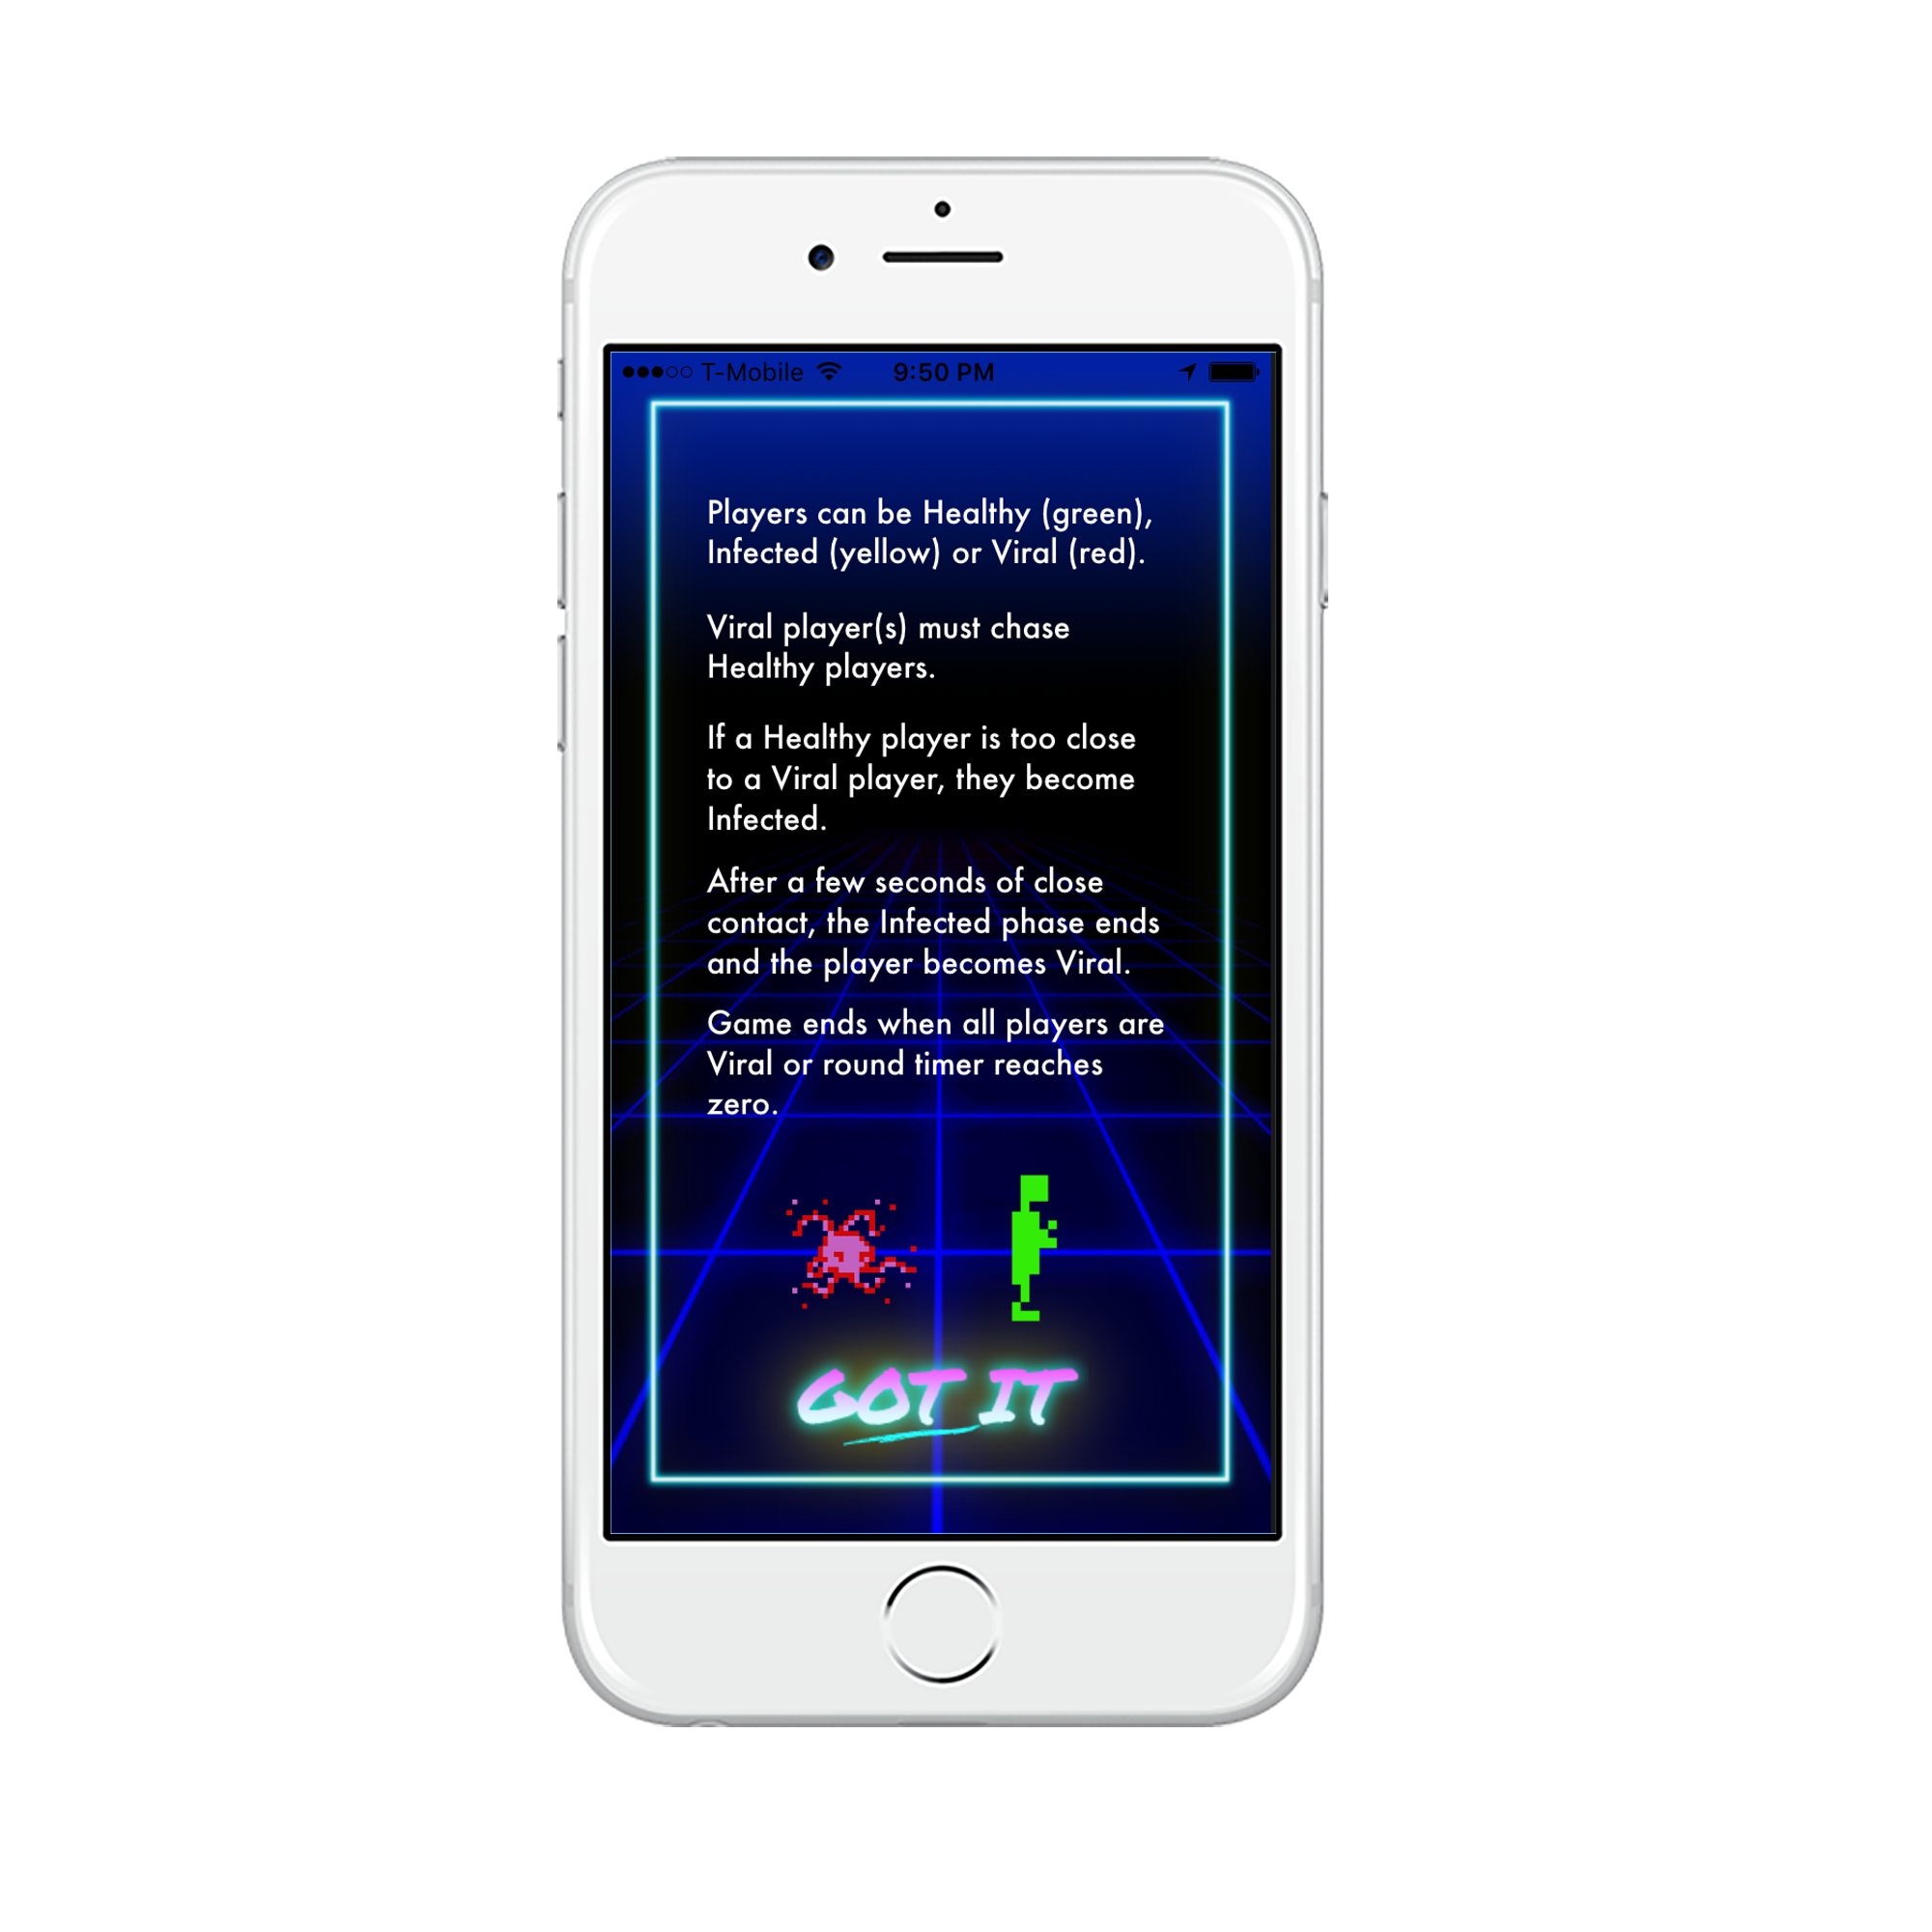 T-Mobile 9:50 PM
Players can be Healthy (green),
Infected (yellow) or Viral (red).
Viral player(s) must chase
Healthy players.
If a Healthy player is too close
to a Viral player, they become
Infected.
After a few seconds of close
contact, the Infected phase ends
and the player becomes Viral.
Game ends when all players are
Viral or round timer reaches
zero.
GOT IT